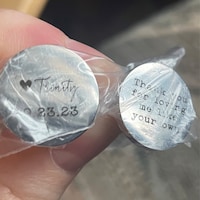 ♥ Trinity
9.23.23
Thank you
for loving
me like
your own